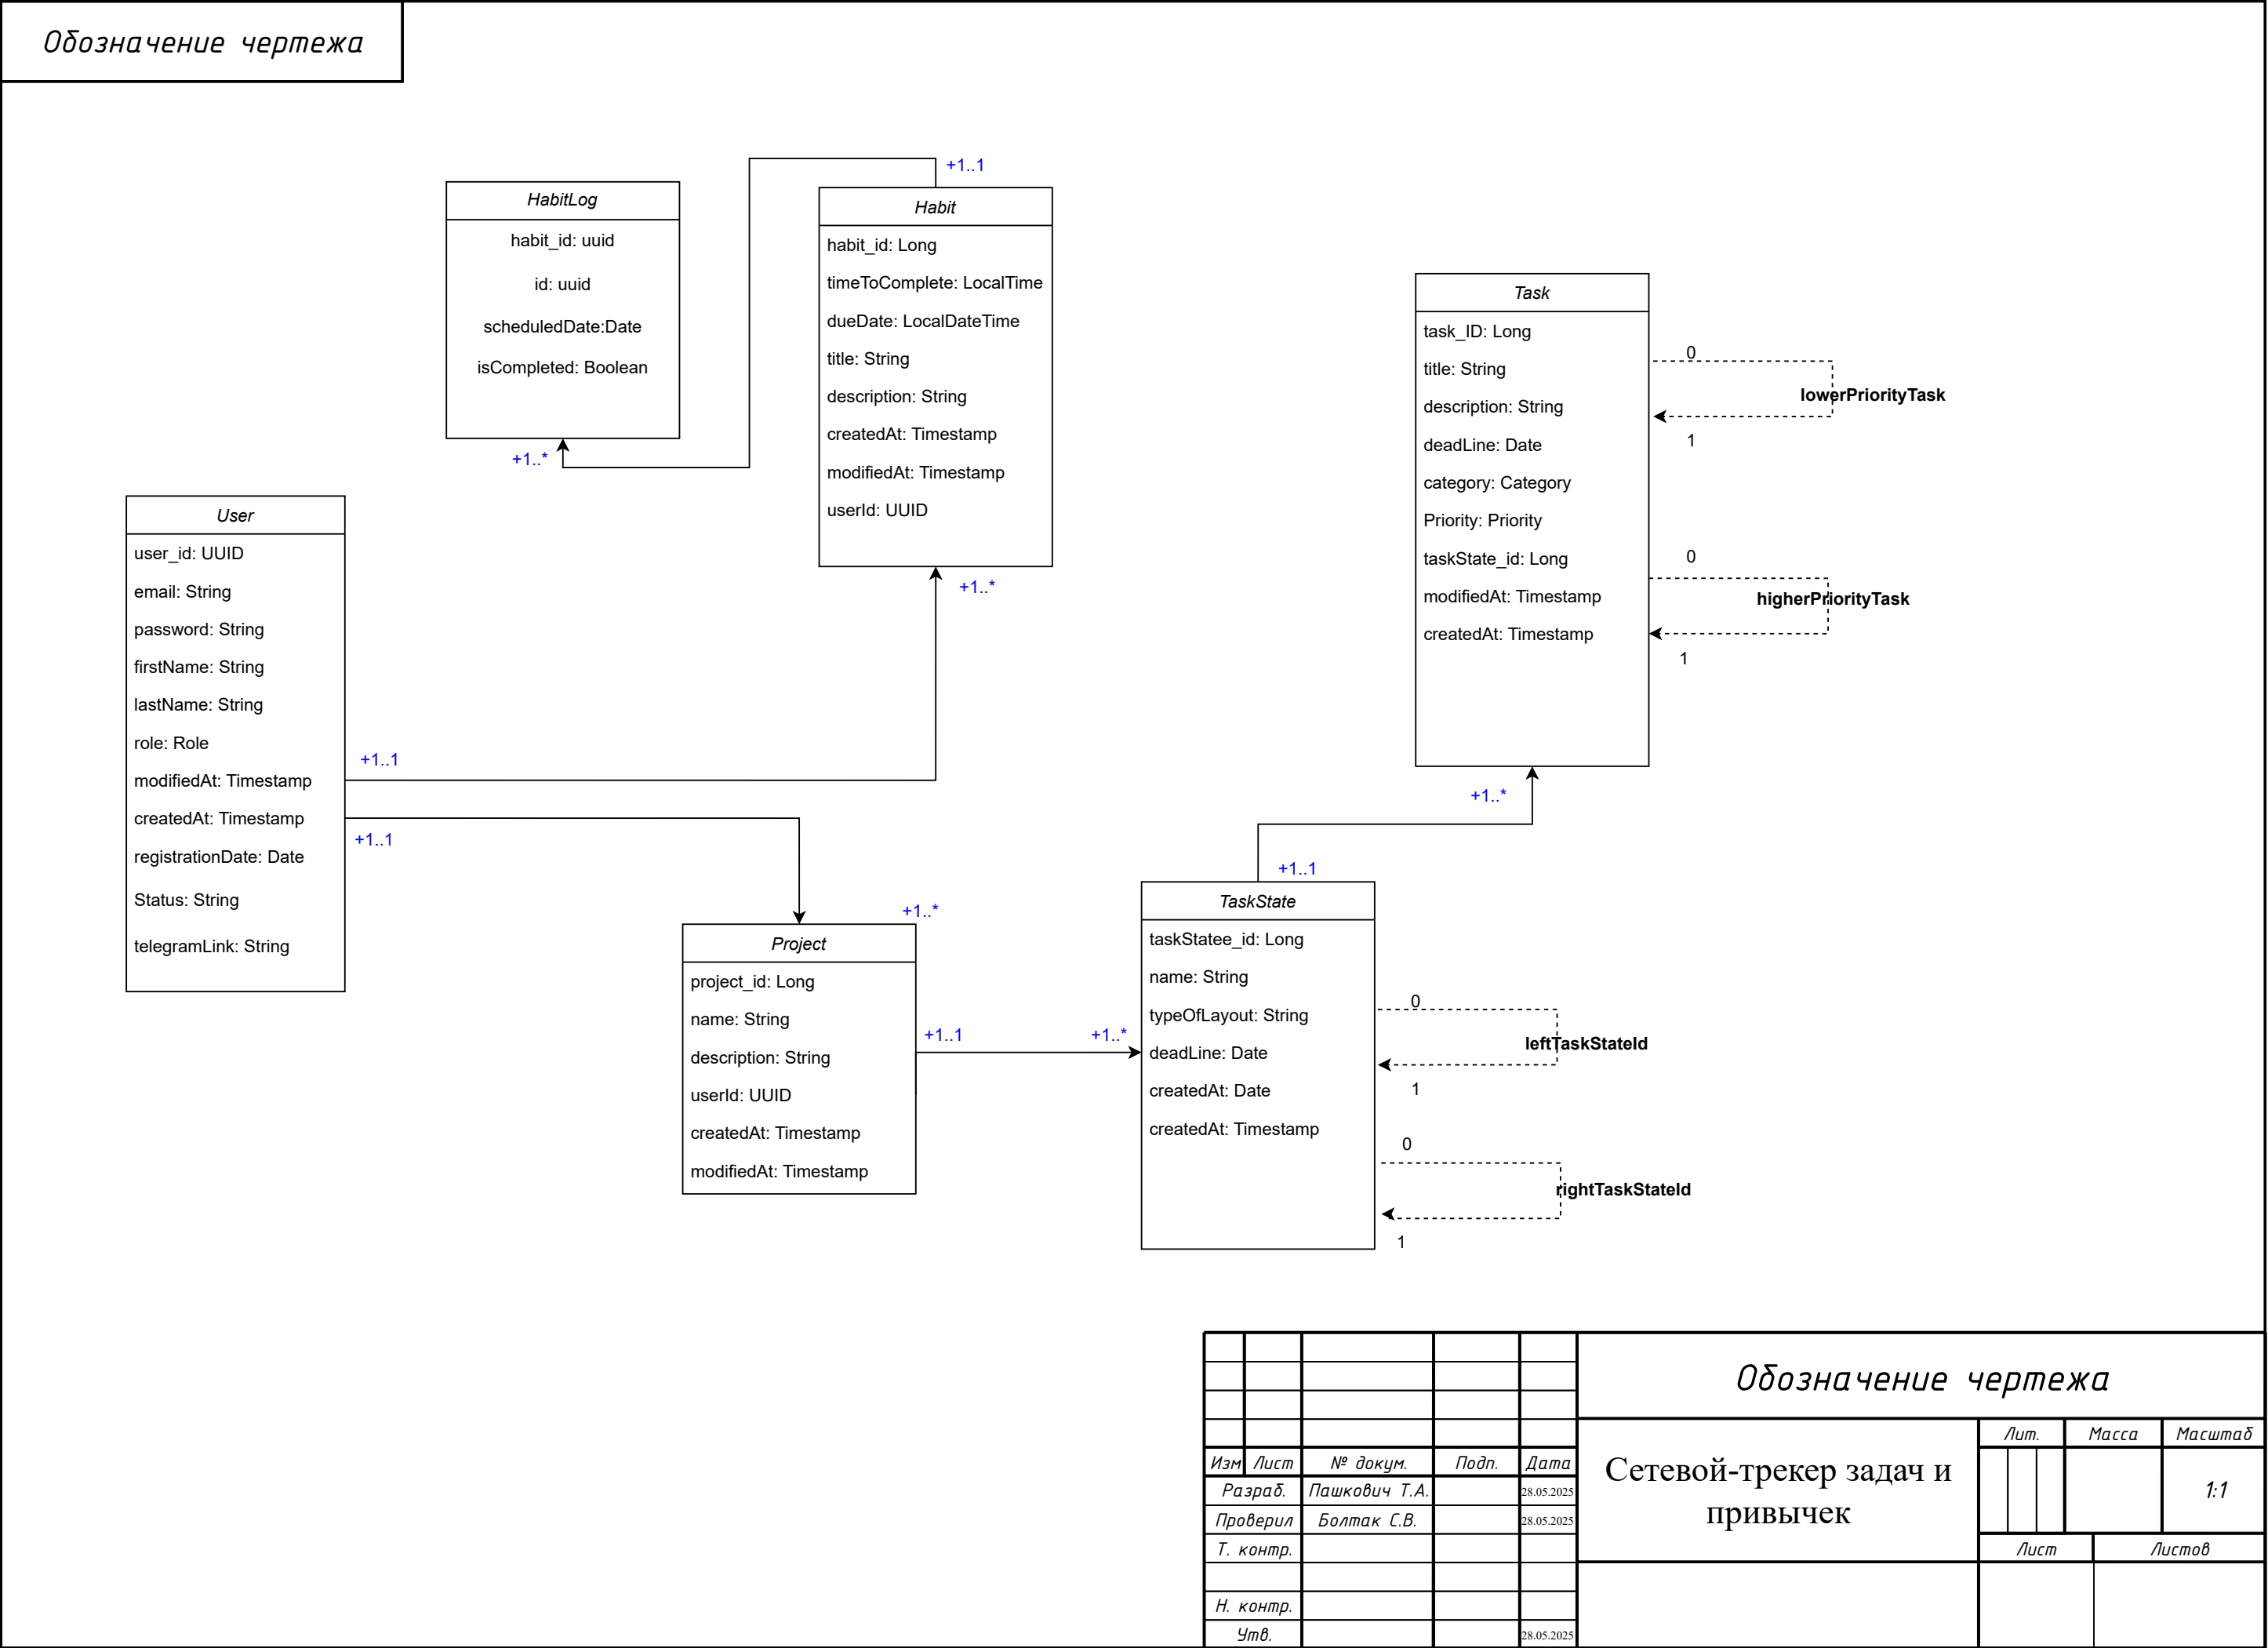 Обозначение чертежа
+1..1
HabitLog
habit_id: uuid
id: uuid
scheduledDate:Date
isCompleted: Boolean
+1..*
Habit
habit_id: Long
timeToComplete: LocalTime
dueDate: LocalDateTime
title: String
description: String
createdAt: Timestamp
modifiedAt: Timestamp
userId: UUID
+1..*
Task
task_ID: Long
title: String
description: String
deadLine: Date
category: Category
Priority: Priority
taskState_id: Long
modifiedAt: Timestamp
createdAt: Timestamp
0
lowerPriorityTask
1
0
higherPriorityTask
1
+1..*
User
user_id: UUID
email: String
password: String
firstName: String
lastName: String
role: Role
modifiedAt: Timestamp
createdAt: Timestamp
registrationDate: Date
Status: String
telegramLink: String
+1..1
+1..1
+1..*
Project
project_id: Long
name: String
description: String
userId: UUID
createdAt: Timestamp
modifiedAt: Timestamp
+1..1
+1..*
+1..1
TaskState
taskStatee_id: Long
name: String
typeOfLayout: String
deadLine: Date
createdAt: Date
createdAt: Timestamp
0
leftTaskStateId
1
0
rightTaskStateId
1
Обозначение чертежа
Изм Лист № докум. Подп. Дата
Разраб. Пашкович Т.А. 28.05.2025
Проверил Болтак С.В. 28.05.2025
Т. контр.
Н. контр.
Утв. 28.05.2025
Сетевой-трекер задач и
привычек
Лит. Масса Масштаб
1:1
Лист Листов